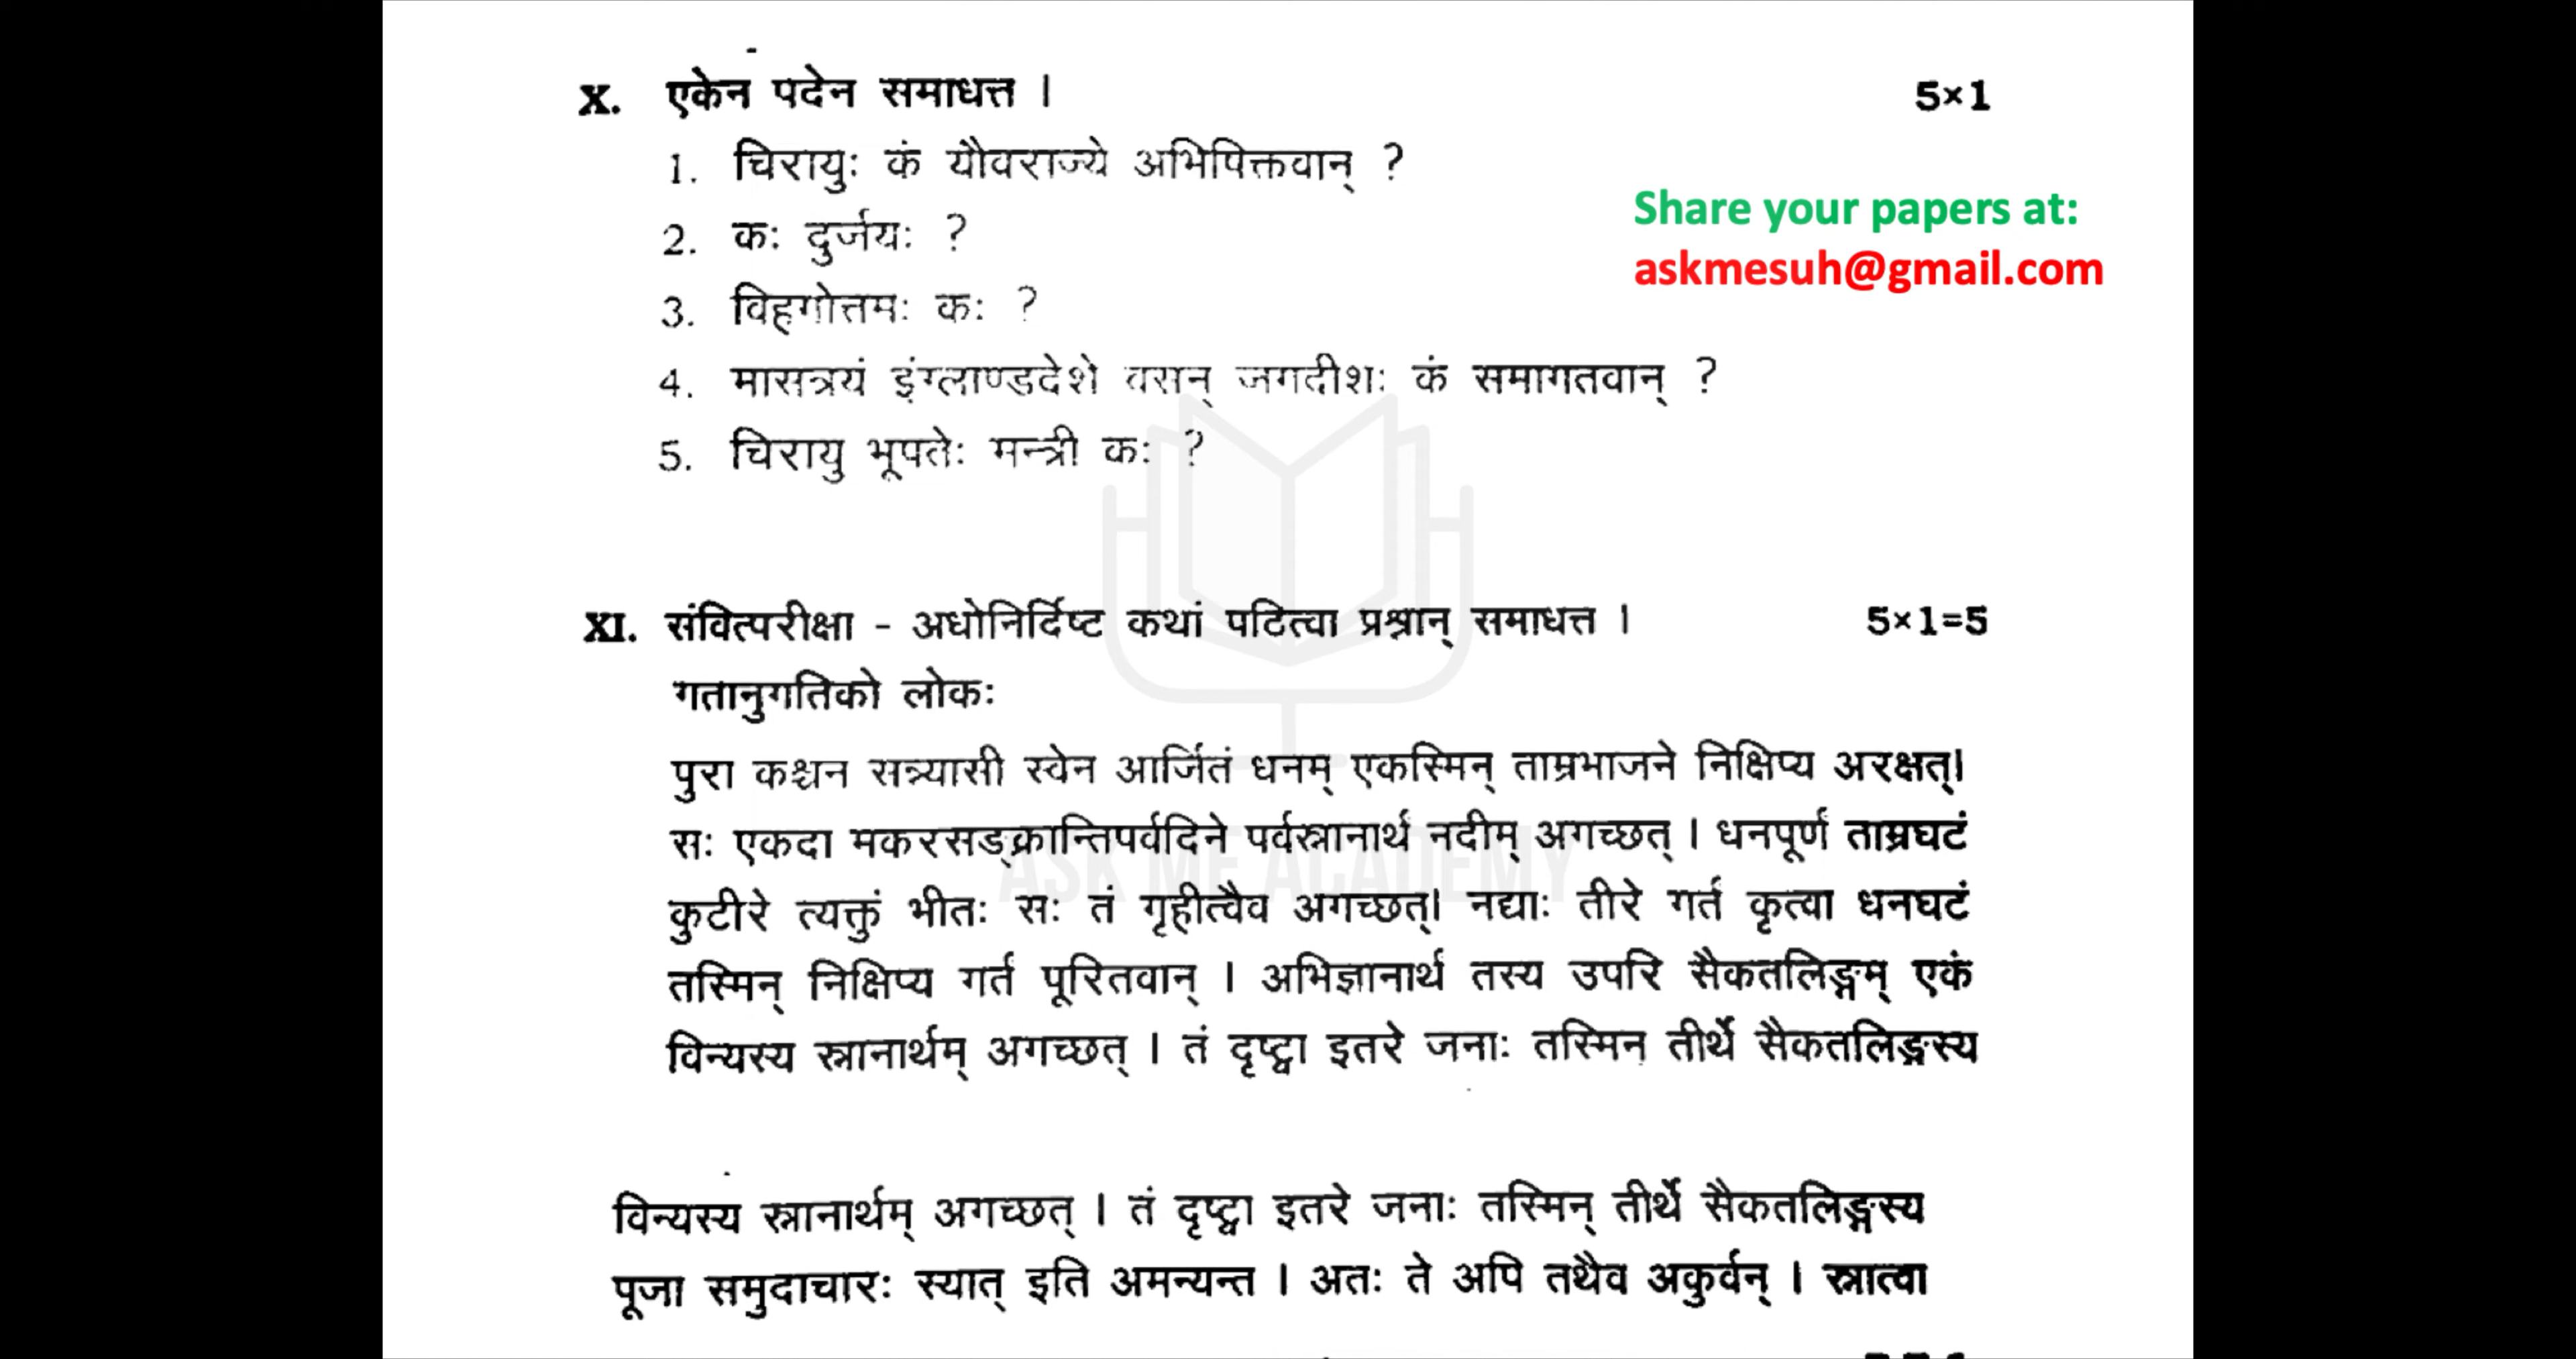 X. एकेन पदेन समाधत्त । 5×1
1. चिरायुः कं यौवराज्ये अभिषिक्तवान् ?
2. कः दुर्जयः ?
3. विहगोत्तमः कः ?
4. मासत्रयं इंग्लाण्डदेशे वसन् जगदीशः कं समागतवान् ?
5. चिरायु भूपतेः मन्त्री कः ?
Share your papers at:
askmesuh@gmail.com
XI. संवित्परीक्षा - अधोनिर्दिष्ट कथां पठित्वा प्रश्नान् समाधत्त । 5×1=5
गतानुगतिको लोकः
पुरा कश्चन सन्न्यासी स्वेन आर्जितं धनम् एकस्मिन् ताम्रभाजने निक्षिप्य अरक्षत्।
सः एकदा मकरसङ्क्रान्तिपर्वदिने पर्वस्नानार्थं नदीम् अगच्छत् । धनपूर्णं ताम्रघटं
कुटीरे त्यक्तुं भीतः सः तं गृहीत्वैव अगच्छत्। नद्याः तीरे गर्तं कृत्वा धनघटं
तस्मिन् निक्षिप्य गर्तं पूरितवान् । अभिज्ञानार्थं तस्य उपरि सैकतलिङ्गम् एकं
विन्यस्य स्नानार्थम् अगच्छत् । तं दृष्ट्वा इतरे जनाः तस्मिन तीर्थे सैकतलिङ्गस्य
ASK ME ACADEMY
विन्यस्य स्नानार्थम् अगच्छत् । तं दृष्ट्वा इतरे जनाः तस्मिन् तीर्थे सैकतलिङ्गस्य
पूजा समुदाचारः स्यात् इति अमन्यन्त । अतः ते अपि तथैव अकुर्वन् । स्नात्वा